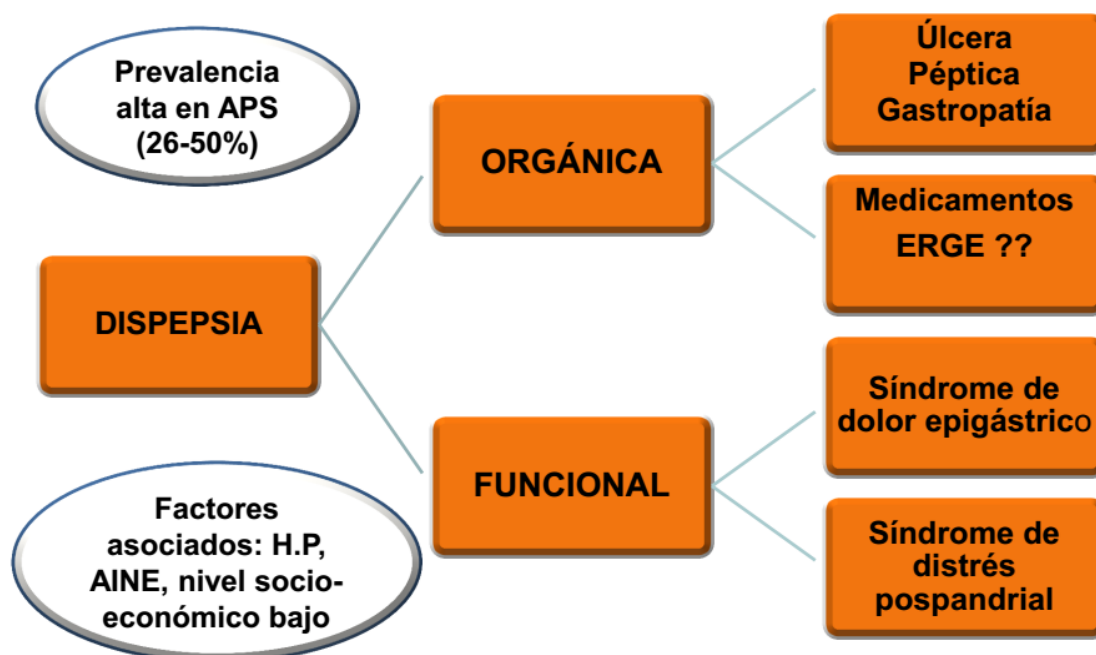 Prevalencia
alta en APS
(26-50%)
DISPEPSIA
Factores
asociados: H.P,
AINE, nivel socio-
económico bajo
ORGÁNICA
FUNCIONAL
Úlcera
Péptica
Gastropatía
Medicamentos
ERGE ??
Síndrome de
dolor epigástrico
Síndrome de
distrés
pospandrial